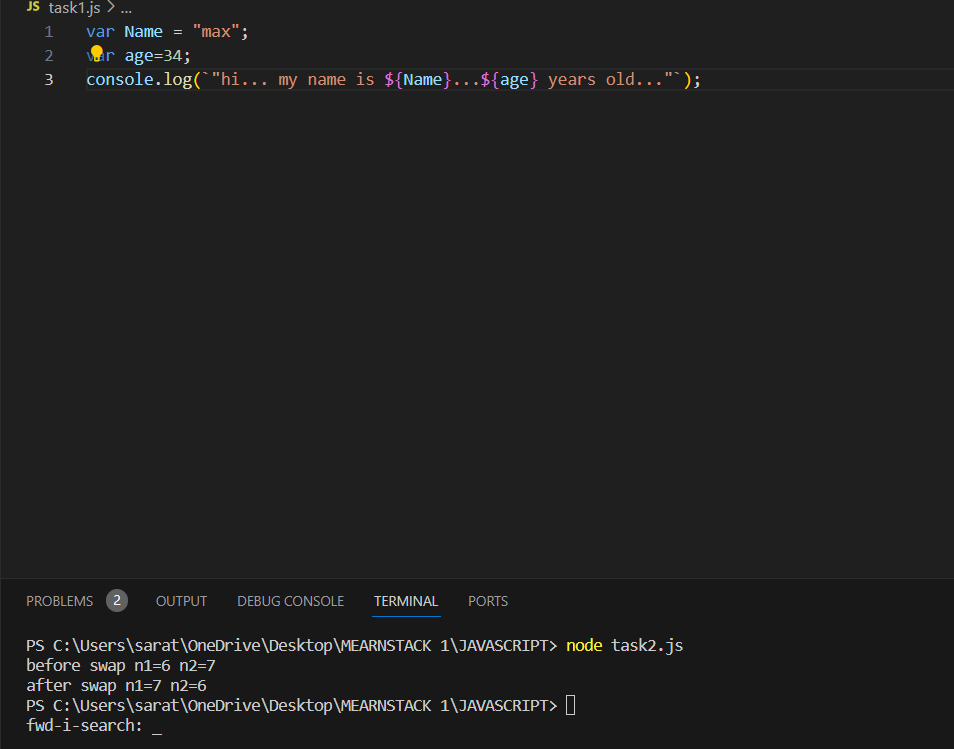 JS task1.js > ...
1 var Name = "max";
2 var age=34;
3 console.log(`"hi... my name is ${Name}...${age} years old..."`);
PROBLEMS 2 OUTPUT DEBUG CONSOLE TERMINAL PORTS
PS C:\Users\sarat\OneDrive\Desktop\MEARNSTACK 1\JAVASCRIPT> node task2.js
before swap n1=6 n2=7
after swap n1=7 n2=6
PS C:\Users\sarat\OneDrive\Desktop\MEARNSTACK 1\JAVASCRIPT>
fwd-i-search: _